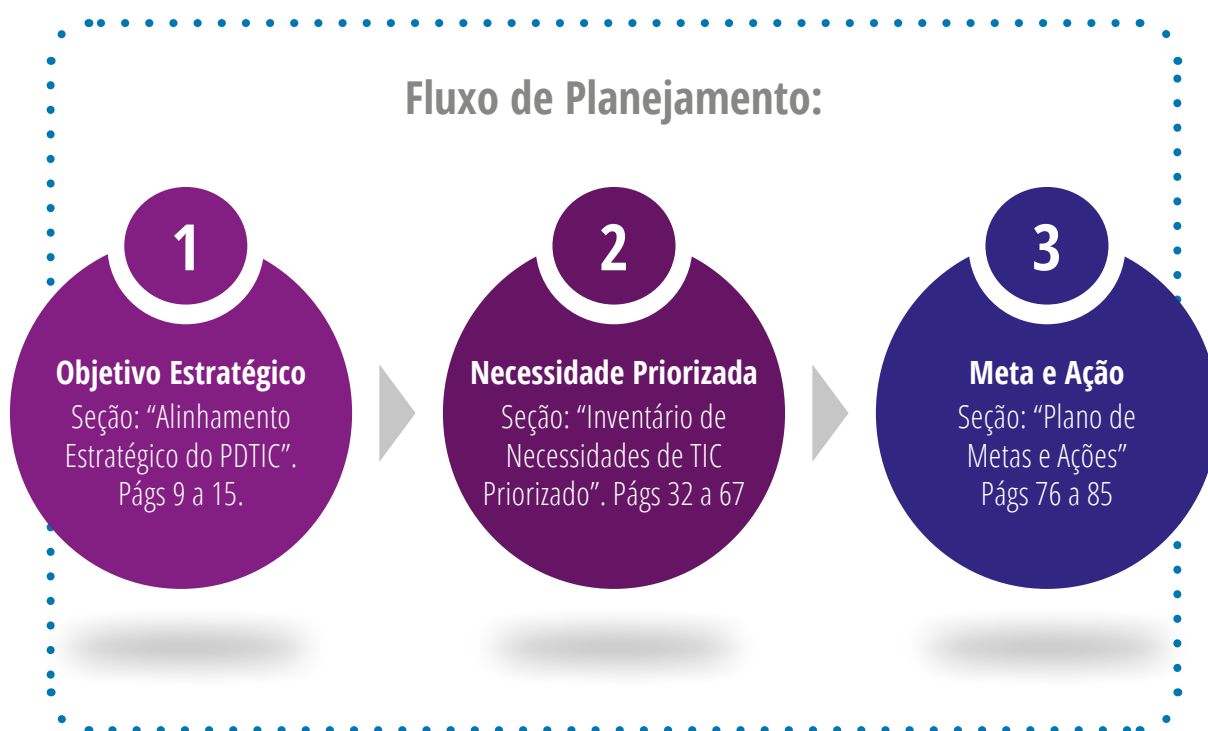 Fluxo de Planejamento:
1
Objetivo Estratégico
Seção: “Alinhamento
Estratégico do PDTIC”.
Págs 9 a 15.
2
Necessidade Priorizada
Seção: “Inventário de
Necessidades de TIC
Priorizado”. Págs 32 a 67
3
Meta e Ação
Seção: “Plano de
Metas e Ações”
Págs 76 a 85